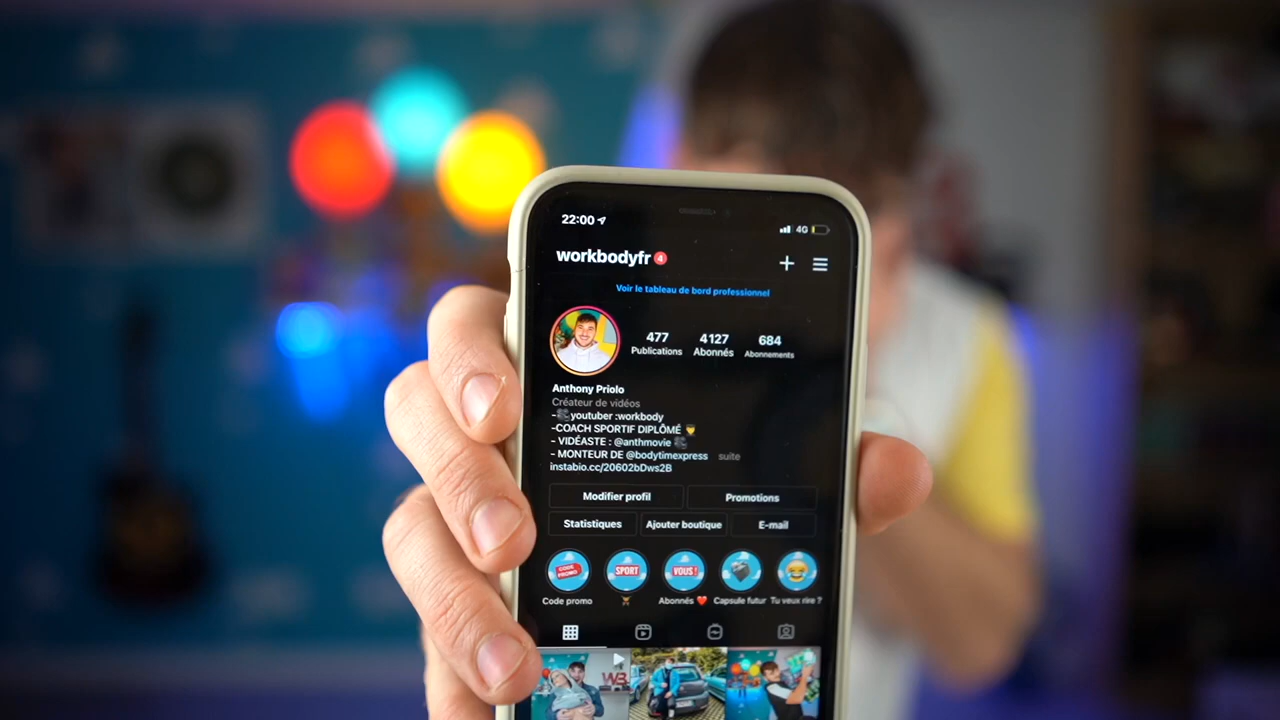 22:00
4G
workbodyfr 4
Voir le tableau de bord professionnel
477 4127 684
Publications Abonnés Abonnements
Anthony Priolo
Créateur de vidéos
- youtuber :workbody
-COACH SPORTIF DIPLÔMÉ
- VIDÉASTE : @anthmovie
- MONTEUR DE @bodytimexpress suite
instabio.cc/20602bDws2B
Modifier profil Promotions
Statistiques Ajouter boutique E-mail
CODE PROMO SPORT VOUS !
Code promo Abonnés Capsule futur Tu veux rire ?
WB